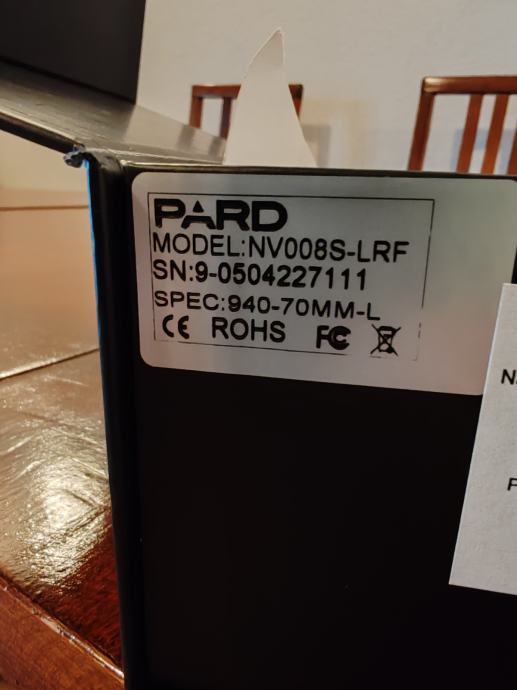 PARD
MODEL:NV008S-LRF
SN:9-0504227111
SPEC:940-70MM-L
CE ROHS FC